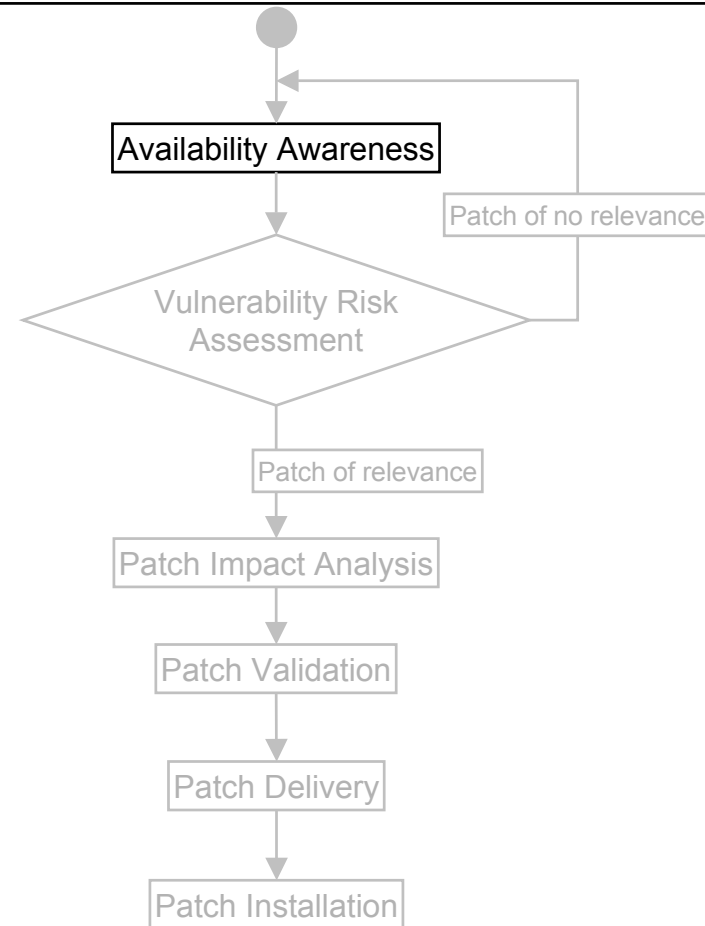 Availability Awareness
Patch of no relevance
Vulnerability Risk
Assessment
Patch of relevance
Patch Impact Analysis
Patch Validation
Patch Delivery
Patch Installation